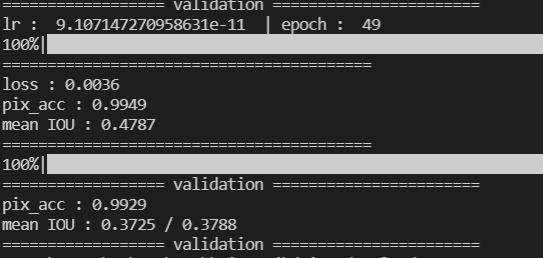 ================== validation =======================
lr :  9.107147270958631e-11  | epoch :  49
100%|
=========================================
loss : 0.0036
pix_acc : 0.9949
mean IOU : 0.4787
=========================================
100%|
================== validation =======================
pix_acc : 0.9929
mean IOU : 0.3725 / 0.3788
================== validation =======================